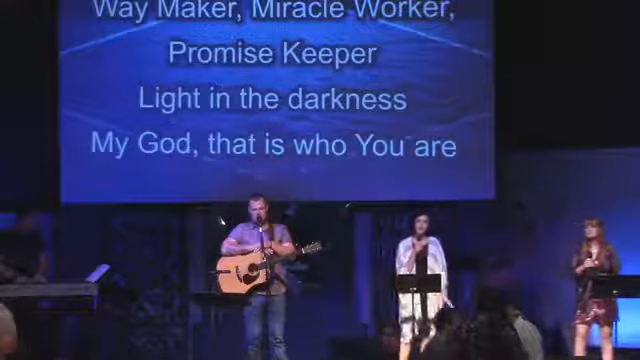 Way Maker, Miracle Worker,
Promise Keeper
Light in the darkness
My God, that is who You are